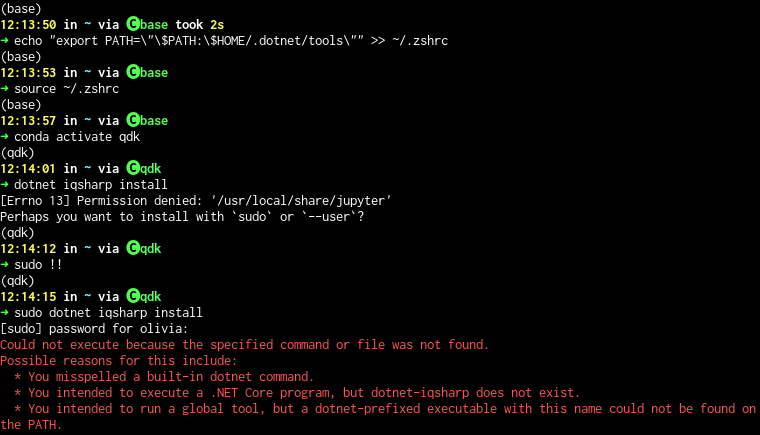 (base)
12:13:50 in ~ via Ⓒbase took 2s
➜ echo "export PATH=\"\$PATH:\$HOME/.dotnet/tools\"" >> ~/.zshrc
(base)
12:13:53 in ~ via Ⓒbase
➜ source ~/.zshrc
(base)
12:13:57 in ~ via Ⓒbase
➜ conda activate qdk
(qdk)
12:14:01 in ~ via Ⓒqdk
➜ dotnet iqsharp install
[Errno 13] Permission denied: '/usr/local/share/jupyter'
Perhaps you want to install with `sudo` or `--user`?
(qdk)
12:14:12 in ~ via Ⓒqdk
➜ sudo !!
(qdk)
12:14:15 in ~ via Ⓒqdk
➜ sudo dotnet iqsharp install
[sudo] password for olivia:
Could not execute because the specified command or file was not found.
Possible reasons for this include:
  * You misspelled a built-in dotnet command.
  * You intended to execute a .NET Core program, but dotnet-iqsharp does not exist.
  * You intended to run a global tool, but a dotnet-prefixed executable with this name could not be found on
the PATH.